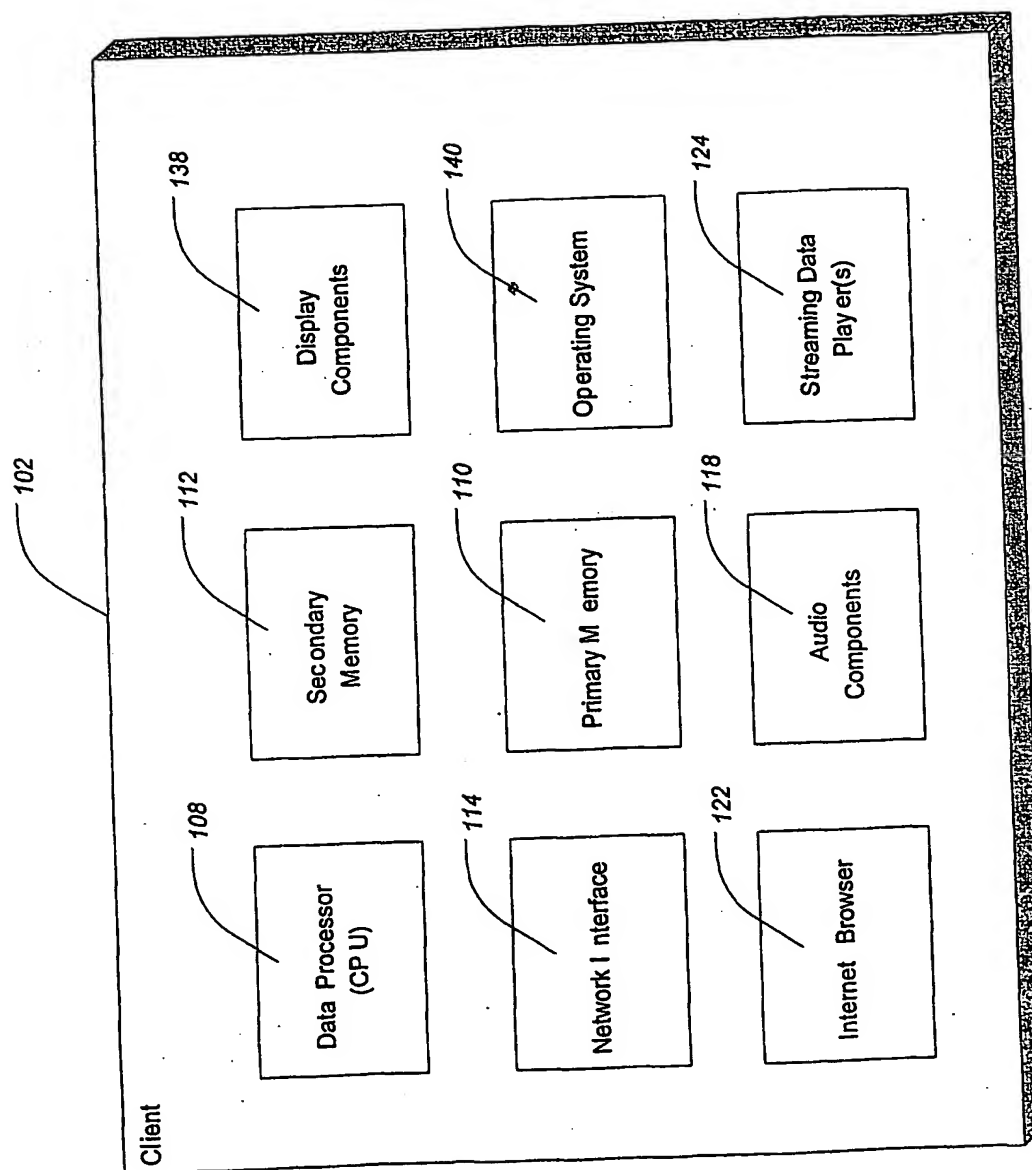 102
Client
108
Data Processor
(CPU)
112
Secondary
Memory
138
Display
Components
114
Network Interface
110
Primary Memory
140
Operating System
122
Internet Browser
118
Audio
Components
124
Streaming Data
Player(s)